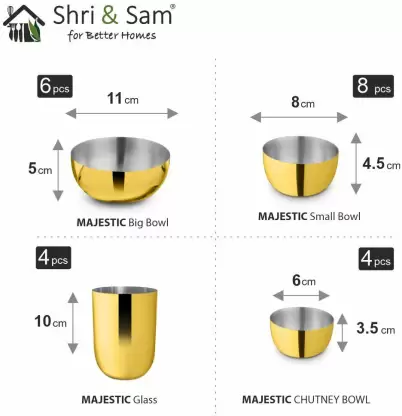 Shri & Sam®
for Better Homes
6 pcs
11 cm
5 cm
MAJESTIC Big Bowl
8 pcs
8 cm
4.5 cm
MAJESTIC Small Bowl
4 pcs
10 cm
MAJESTIC Glass
4 pcs
6 cm
3.5 cm
MAJESTIC CHUTNEY BOWL